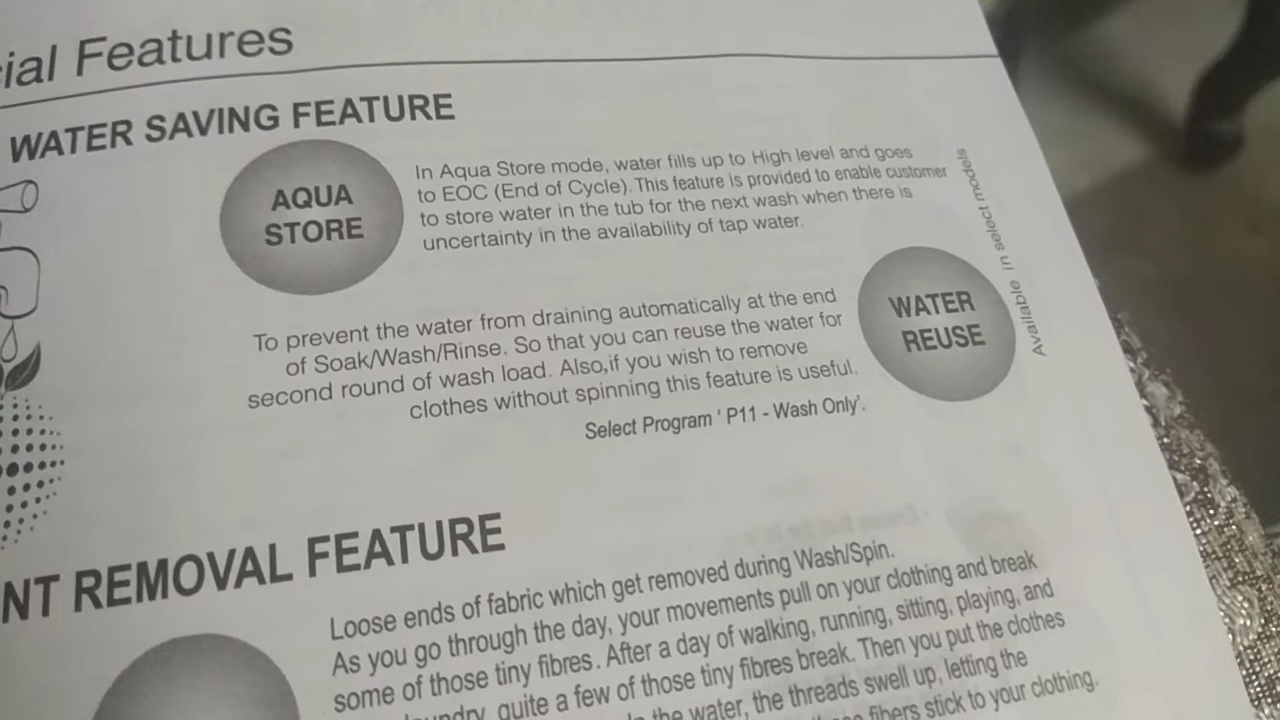 ial Features
WATER SAVING FEATURE
AQUA
STORE
In Aqua Store mode, water fills up to High level and goes
to EOC (End of Cycle). This feature is provided to enable customer
to store water in the tub for the next wash when there is
uncertainty in the availability of tap water.
Available in select models
To prevent the water from draining automatically at the end
of Soak/Wash/Rinse. So that you can reuse the water for
second round of wash load. Also,if you wish to remove
clothes without spinning this feature is useful.
Select Program ‘ P11 - Wash Only’.
WATER
REUSE
NT REMOVAL FEATURE
Loose ends of fabric which get removed during Wash/Spin.
As you go through the day, your movements pull on your clothing and break
some of those tiny fibres. After a day of walking, running, sitting, playing, and
quite a few of those tiny fibres break. Then you put the clothes
the water, the threads swell up, letting the
fibers stick to your clothing.